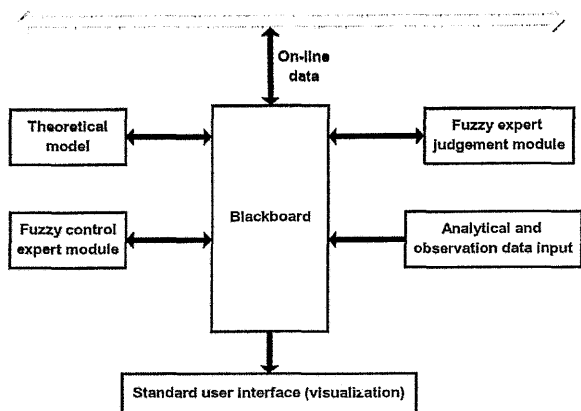 On-line
data
Theoretical
model
Fuzzy expert
judgement module
Blackboard
Fuzzy control
expert module
Analytical and
observation data input
Standard user interface (visualization)